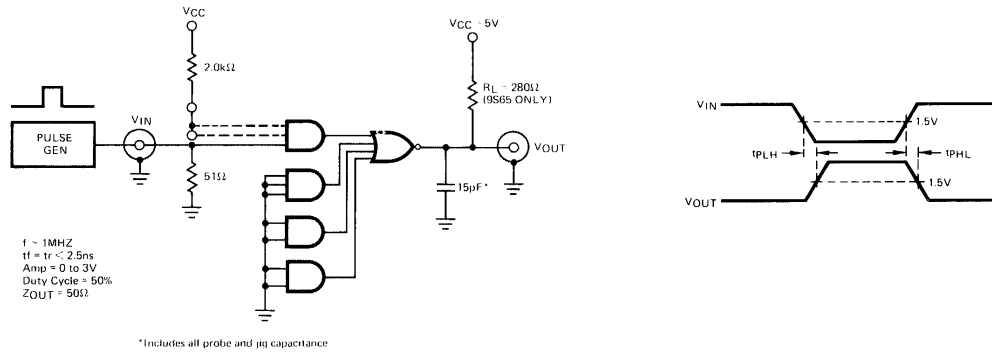 VCC
2.0kΩ
PULSE
GEN
VIN
51Ω
f ~ 1MHZ
tf = tr < 2.5ns
Amp = 0 to 3V
Duty Cycle = 50%
ZOUT = 50Ω
*Includes all probe and jig capacitance
VCC = 5V
RL = 280Ω
(9S65 ONLY)
VOUT
15pF*
VIN
1.5V
tPLH
tPHL
1.5V
VOUT